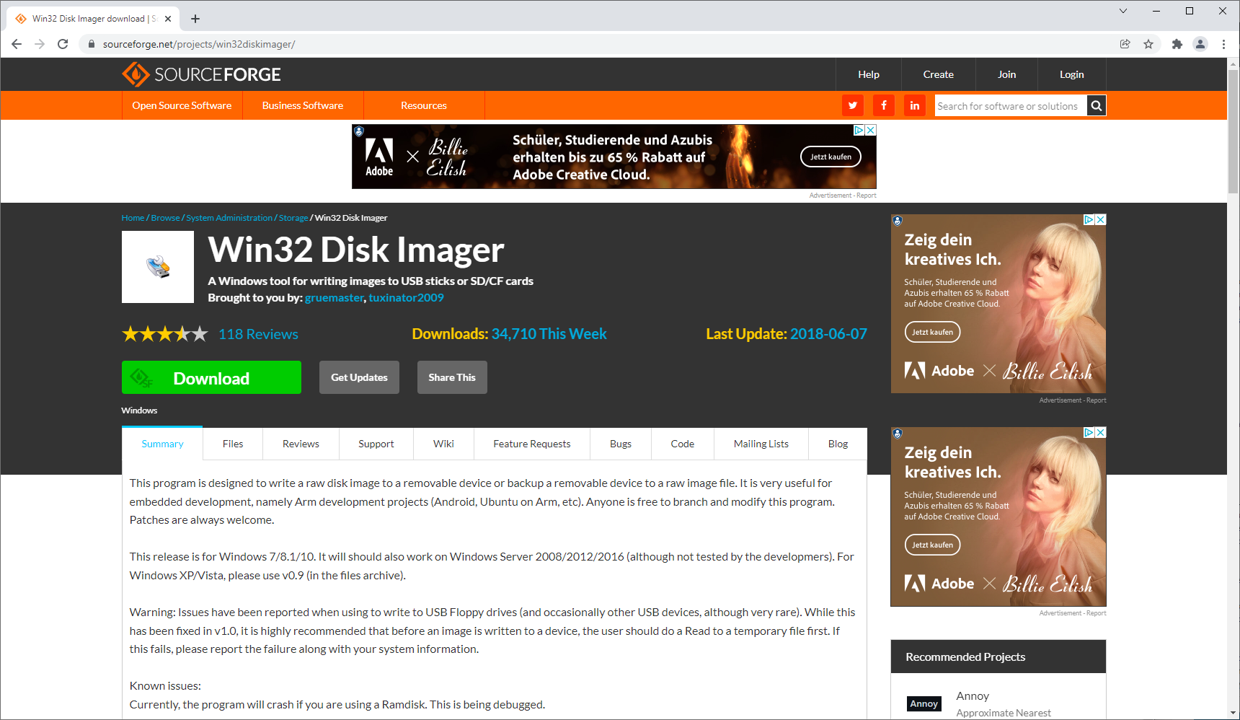 Win32 Disk Imager download | S
sourceforge.net/projects/win32diskimager/
SOURCEFORGE
Help
Create
Join
Login
Open Source Software
Business Software
Resources
Search for software or solutions
Adobe
Billie
Eilish
Schüler, Studierende und Azubis
erhalten bis zu 65 % Rabatt auf
Adobe Creative Cloud.
Jetzt kaufen
Advertisement - Report
Home / Browse / System Administration / Storage / Win32 Disk Imager
Win32 Disk Imager
A Windows tool for writing images to USB sticks or SD/CF cards
Brought to you by: gruemaster, tuxinator2009
118 Reviews
Downloads: 34,710 This Week
Last Update: 2018-06-07
Download
Get Updates
Share This
Windows
Summary
Files
Reviews
Support
Wiki
Feature Requests
Bugs
Code
Mailing Lists
Blog
This program is designed to write a raw disk image to a removable device or backup a removable device to a raw image file. It is very useful for
embedded development, namely Arm development projects (Android, Ubuntu on Arm, etc). Anyone is free to branch and modify this program.
Patches are always welcome.
This release is for Windows 7/8.1/10. It will should also work on Windows Server 2008/2012/2016 (although not tested by the developmers). For
Windows XP/Vista, please use v0.9 (in the files archive).
Warning: Issues have been reported when using to write to USB Floppy drives (and occasionally other USB devices, although very rare). While this
has been fixed in v1.0, it is highly recommended that before an image is written to a device, the user should do a Read to a temporary file first. If
this fails, please report the failure along with your system information.
Known issues:
Currently, the program will crash if you are using a Ramdisk. This is being debugged.
Zeig dein
kreatives Ich.
Schüler, Studierende und
Azubis erhalten 65 % Rabatt
auf Adobe Creative Cloud.
Jetzt kaufen
Adobe
Billie Eilish
Advertisement - Report
Zeig dein
kreatives Ich.
Schüler, Studierende und
Azubis erhalten 65 % Rabatt
auf Adobe Creative Cloud.
Jetzt kaufen
Adobe
Billie Eilish
Advertisement - Report
Recommended Projects
Annoy
Annoy
Approximate Nearest